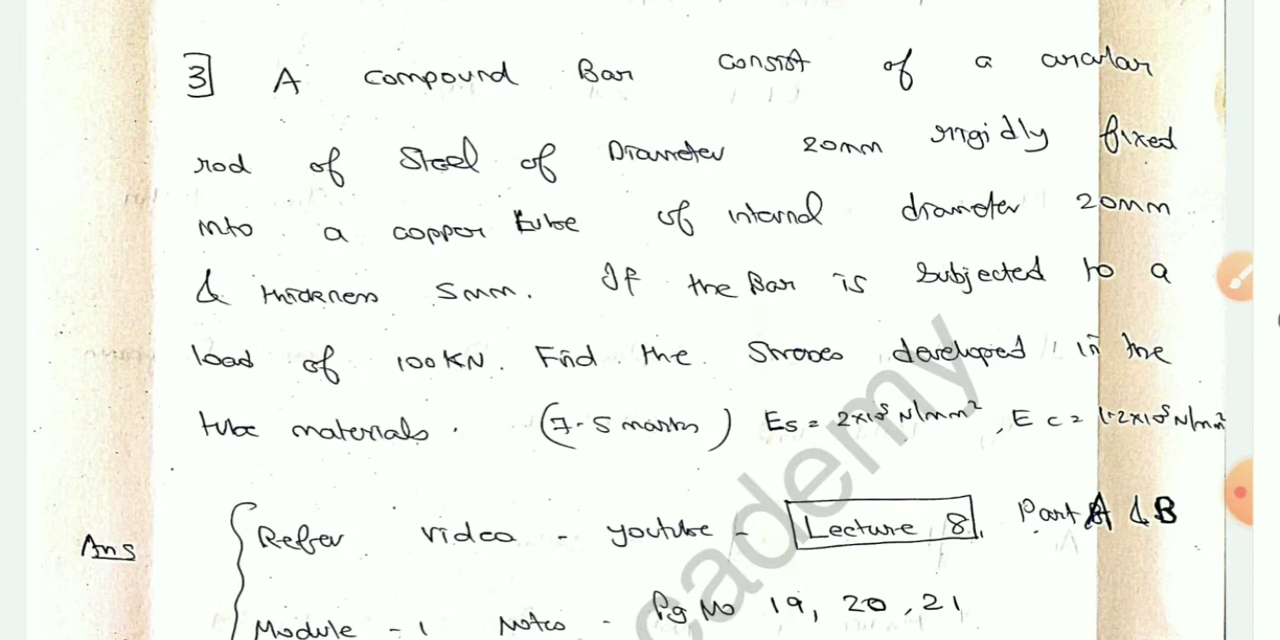 3] A compound Bar consist of a circular
rod of Steel of Diameter 20mm rigidly fixed
into a copper tube of internal diameter 20mm
& thickness 5mm. If the Bar is subjected to a
load of 100KN. Find the Stresses developed in the
tube materials. (7.5 marks) Es = 2x10⁵ N/mm², Ec = 1.2x10⁵ N/mm²
Ans Refer video - youtube - Lecture 8, Part A & B
Module - 1 Notes - Pg No 19, 20, 21
cademy